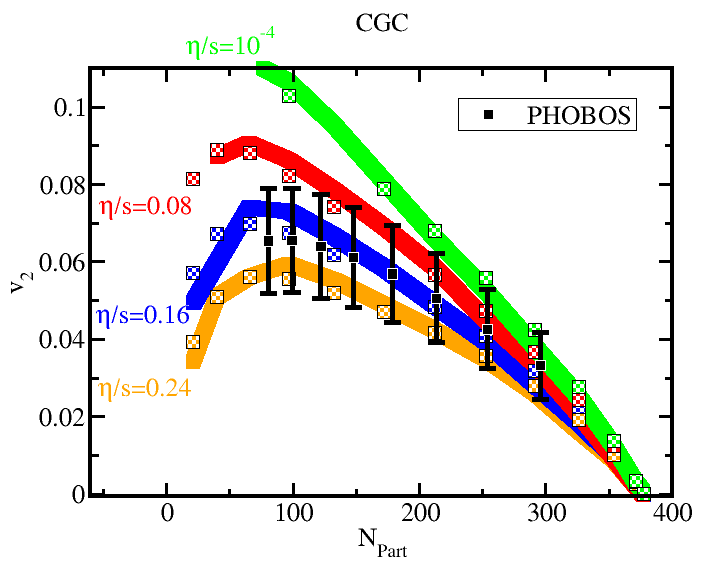 CGC
η/s=10⁻⁴
0.1
PHOBOS
0.08
η/s=0.08
0.06
v₂
η/s=0.16
0.04
η/s=0.24
0.02
0
0 100 200 300 400
N_Part